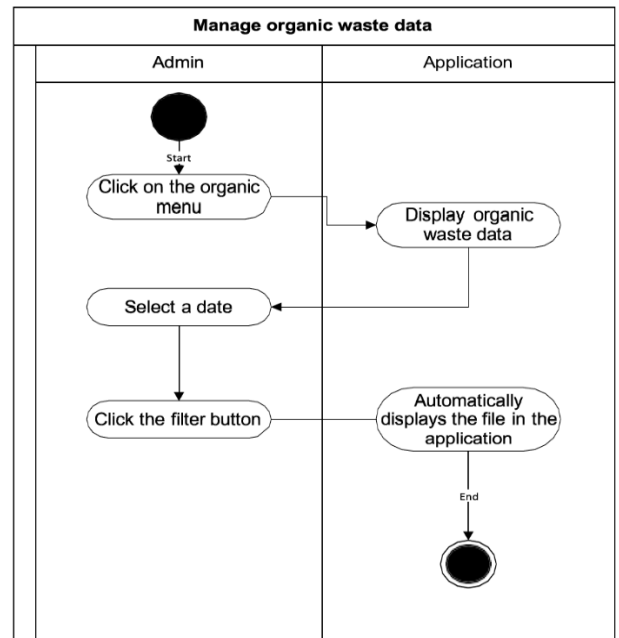 Manage organic waste data
Admin
Application
Start
Click on the organic
menu
Display organic
waste data
Select a date
Click the filter button
Automatically
displays the file in the
application
End